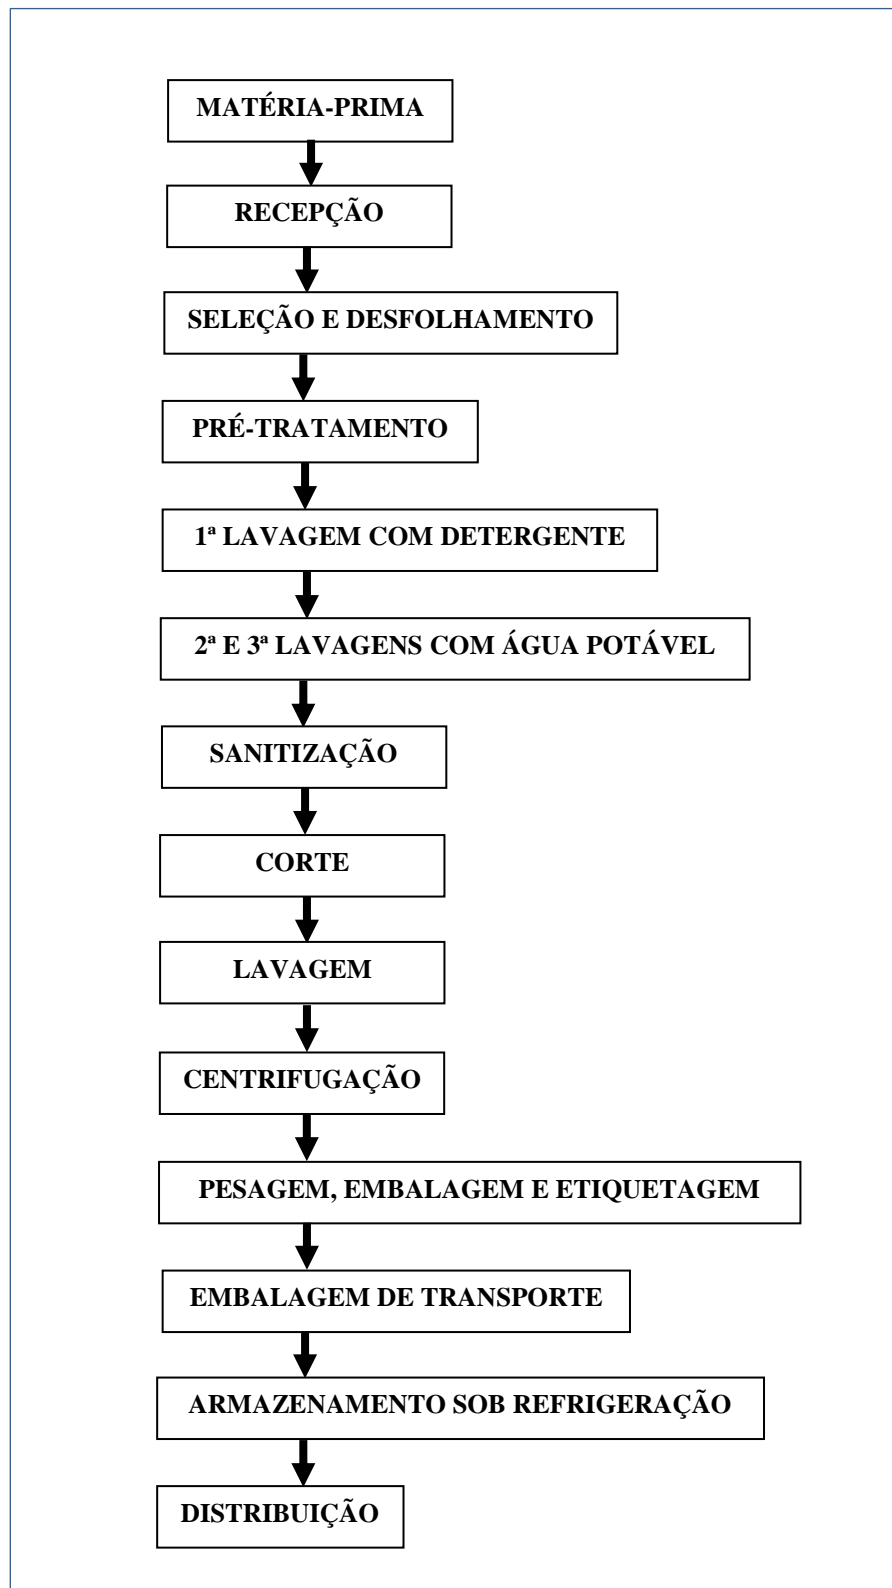 MATÉRIA-PRIMA
RECEPÇÃO
SELEÇÃO E DESFOLHAMENTO
PRÉ-TRATAMENTO
1ª LAVAGEM COM DETERGENTE
2ª E 3ª LAVAGENS COM ÁGUA POTÁVEL
SANITIZAÇÃO
CORTE
LAVAGEM
CENTRIFUGAÇÃO
PESAGEM, EMBALAGEM E ETIQUETAGEM
EMBALAGEM DE TRANSPORTE
ARMAZENAMENTO SOB REFRIGERAÇÃO
DISTRIBUIÇÃO